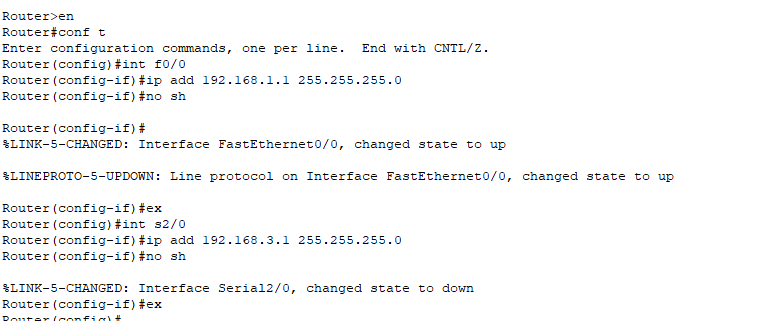 Router>en
Router#conf t
Enter configuration commands, one per line.  End with CNTL/Z.
Router(config)#int f0/0
Router(config-if)#ip add 192.168.1.1 255.255.255.0
Router(config-if)#no sh
Router(config-if)#
%LINK-5-CHANGED: Interface FastEthernet0/0, changed state to up
%LINEPROTO-5-UPDOWN: Line protocol on Interface FastEthernet0/0, changed state to up
Router(config-if)#ex
Router(config)#int s2/0
Router(config-if)#ip add 192.168.3.1 255.255.255.0
Router(config-if)#no sh
%LINK-5-CHANGED: Interface Serial2/0, changed state to down
Router(config-if)#ex
Router(config)#